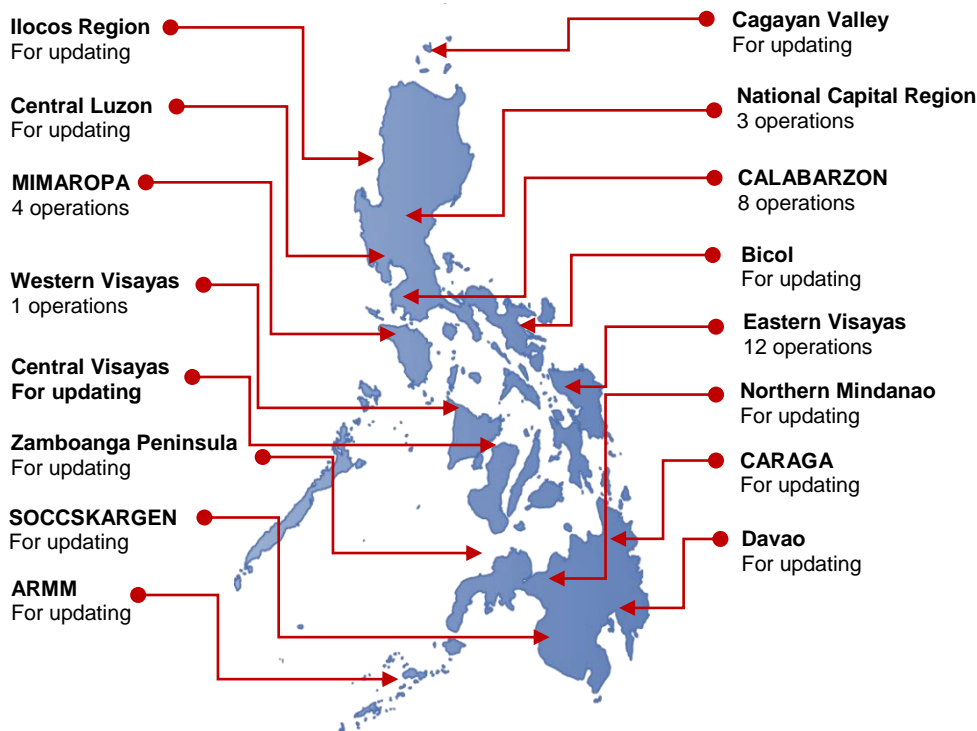 Ilocos Region
For updating
Central Luzon
For updating
MIMAROPA
4 operations
Western Visayas
1 operations
Central Visayas
For updating
Zamboanga Peninsula
For updating
SOCCSKARGEN
For updating
ARMM
For updating
Cagayan Valley
For updating
National Capital Region
3 operations
CALABARZON
8 operations
Bicol
For updating
Eastern Visayas
12 operations
Northern Mindanao
For updating
CARAGA
For updating
Davao
For updating